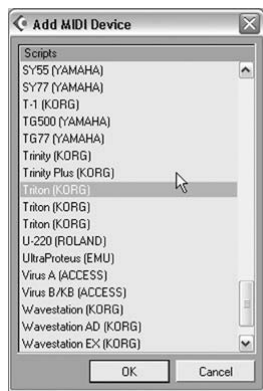 Add MIDI Device
Scripts
SY55 (YAMAHA)
SY77 (YAMAHA)
T-1 (KORG)
TG500 (YAMAHA)
TG77 (YAMAHA)
Trinity (KORG)
Trinity Plus (KORG)
Triton (KORG)
Triton (KORG)
Triton (KORG)
U-220 (ROLAND)
UltraProteus (EMU)
Virus A (ACCESS)
Virus B/KB (ACCESS)
Wavestation (KORG)
Wavestation AD (KORG)
Wavestation EX (KORG)
OK Cancel